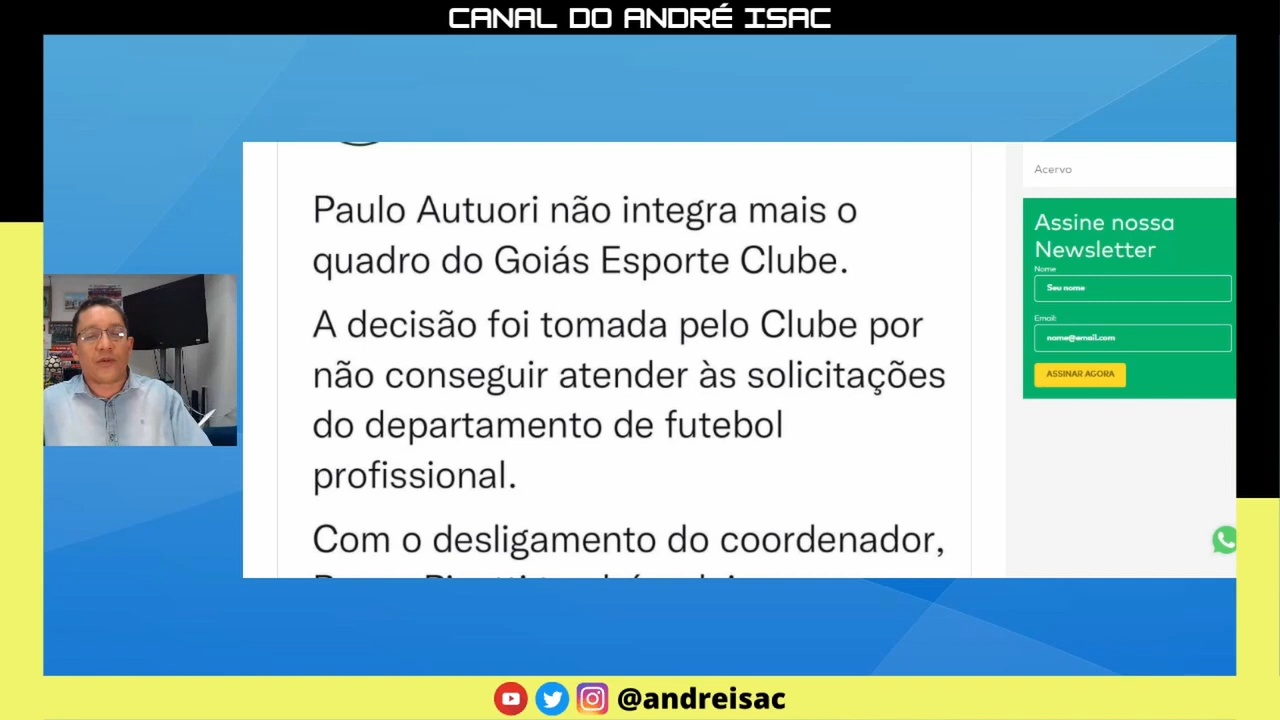 CANAL DO ANDRÉ ISAC
Paulo Autuori não integra mais o
quadro do Goiás Esporte Clube.
A decisão foi tomada pelo Clube por
não conseguir atender às solicitações
do departamento de futebol
profissional.
Com o desligamento do coordenador,
Acervo
Assine nossa
Newsletter
Nome
Seu nome
Email:
nome@email.com
ASSINAR AGORA
@andreisac